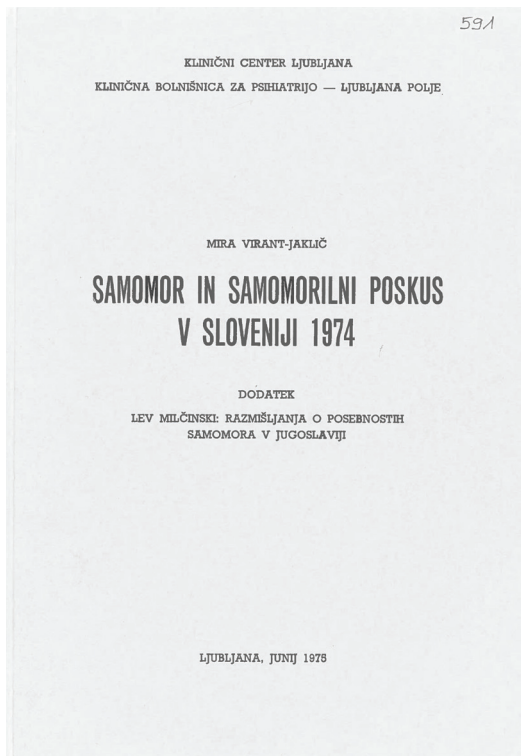 591
KLINIČNI CENTER LJUBLJANA
KLINIČNA BOLNIŠNICA ZA PSIHIATRIJO — LJUBLJANA POLJE
MIRA VIRANT-JAKLIČ
SAMOMOR IN SAMOMORILNI POSKUS
V SLOVENIJI 1974
DODATEK
LEV MILČINSKI: RAZMIŠLJANJA O POSEBNOSTIH
SAMOMORA V JUGOSLAVIJI
LJUBLJANA, JUNIJ 1975